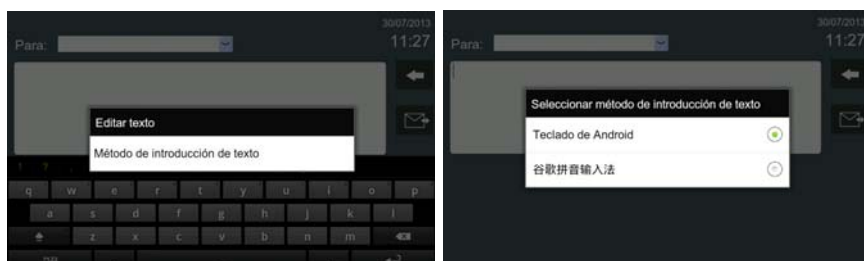 30/07/2013
Para:
11:27
Editar texto
Método de introducción de texto
! ?
q w e r t y u i o p
a s d f g h j k l
z x c v b n m
30/07/2013
Para:
11:27
Seleccionar método de introducción de texto
Teclado de Android
谷歌拼音输入法